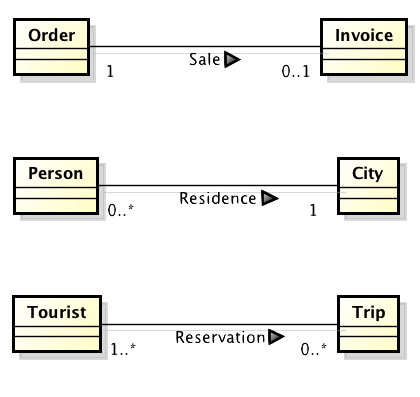 Order
Invoice
Sale
1
0..1
Person
City
Residence
0..*
1
Tourist
Trip
Reservation
1..*
0..*